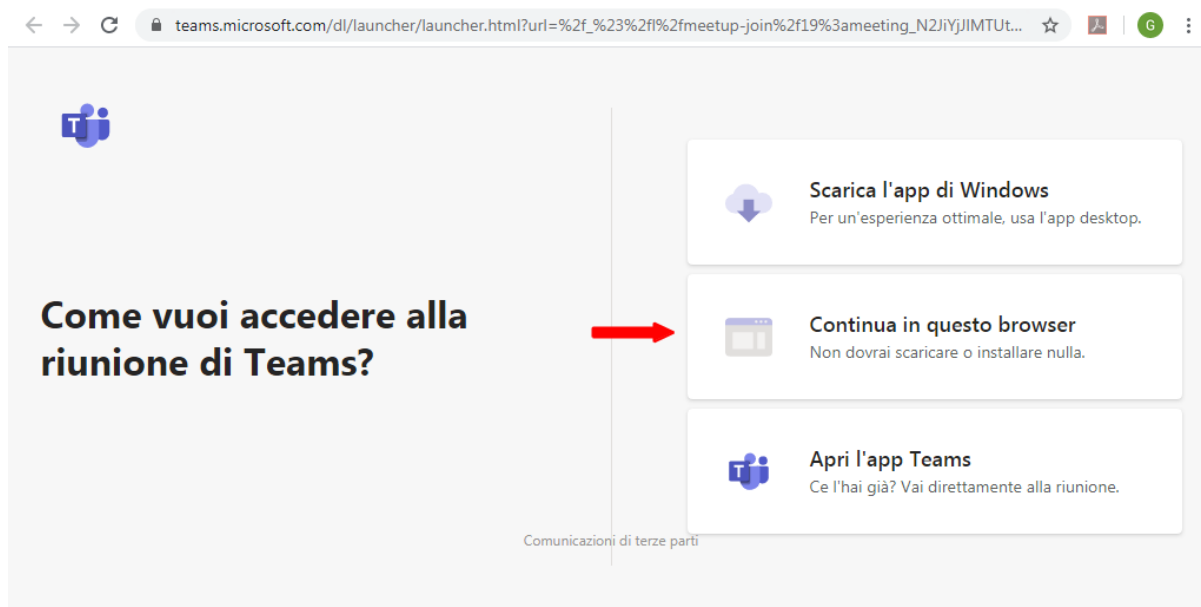 teams.microsoft.com/dl/launcher/launcher.html?url=%2f_%23%2fl%2fmeetup-join%2f19%3ameeting_N2JiYjJlMTUt...
G
T
Scarica l'app di Windows
Per un'esperienza ottimale, usa l'app desktop.
Come vuoi accedere alla
riunione di Teams?
Continua in questo browser
Non dovrai scaricare o installare nulla.
T
Apri l'app Teams
Ce l'hai già? Vai direttamente alla riunione.
Comunicazioni di terze parti